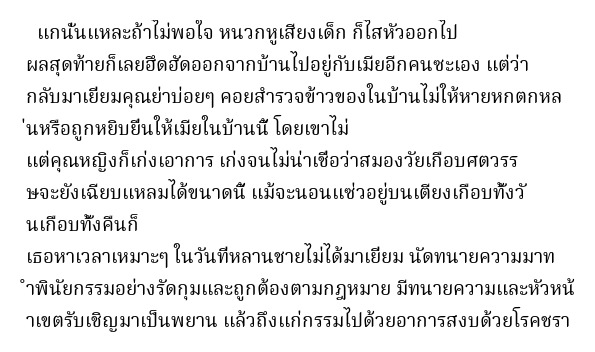 แกนั่นแหละถ้าไม่พอใจ หนวกหูเสียงเด็ก ก็ไสหัวออกไป
ผลสุดท้ายก็เลยฮึดฮัดออกจากบ้านไปอยู่กับเมียอีกคนซะเอง แต่ว่า
กลับมาเยี่ยมคุณย่าบ่อยๆ คอยสำรวจข้าวของในบ้านไม่ให้หายหกตกหล
่นหรือถูกหยิบยืนให้เมียในบ้านนี้ โดยเขาไม่
แต่คุณหญิงก็เก่งเอาการ เก่งจนไม่น่าเชื่อว่าสมองวัยเกือบศตวรร
ษจะยังเฉียบแหลมได้ขนาดนี้ แม้จะนอนแซ่วอยู่บนเตียงเกือบทั้งวั
นเกือบทั้งคืนก็
เธอหาเวลาเหมาะๆ ในวันที่หลานชายไม่ได้มาเยี่ยม นัดทนายความมาท
ำพินัยกรรมอย่างรัดกุมและถูกต้องตามกฎหมาย มีทนายความและหัวหน้
าเขตรับเชิญมาเป็นพยาน แล้วถึงแก่กรรมไปด้วยอาการสงบด้วยโรคชรา